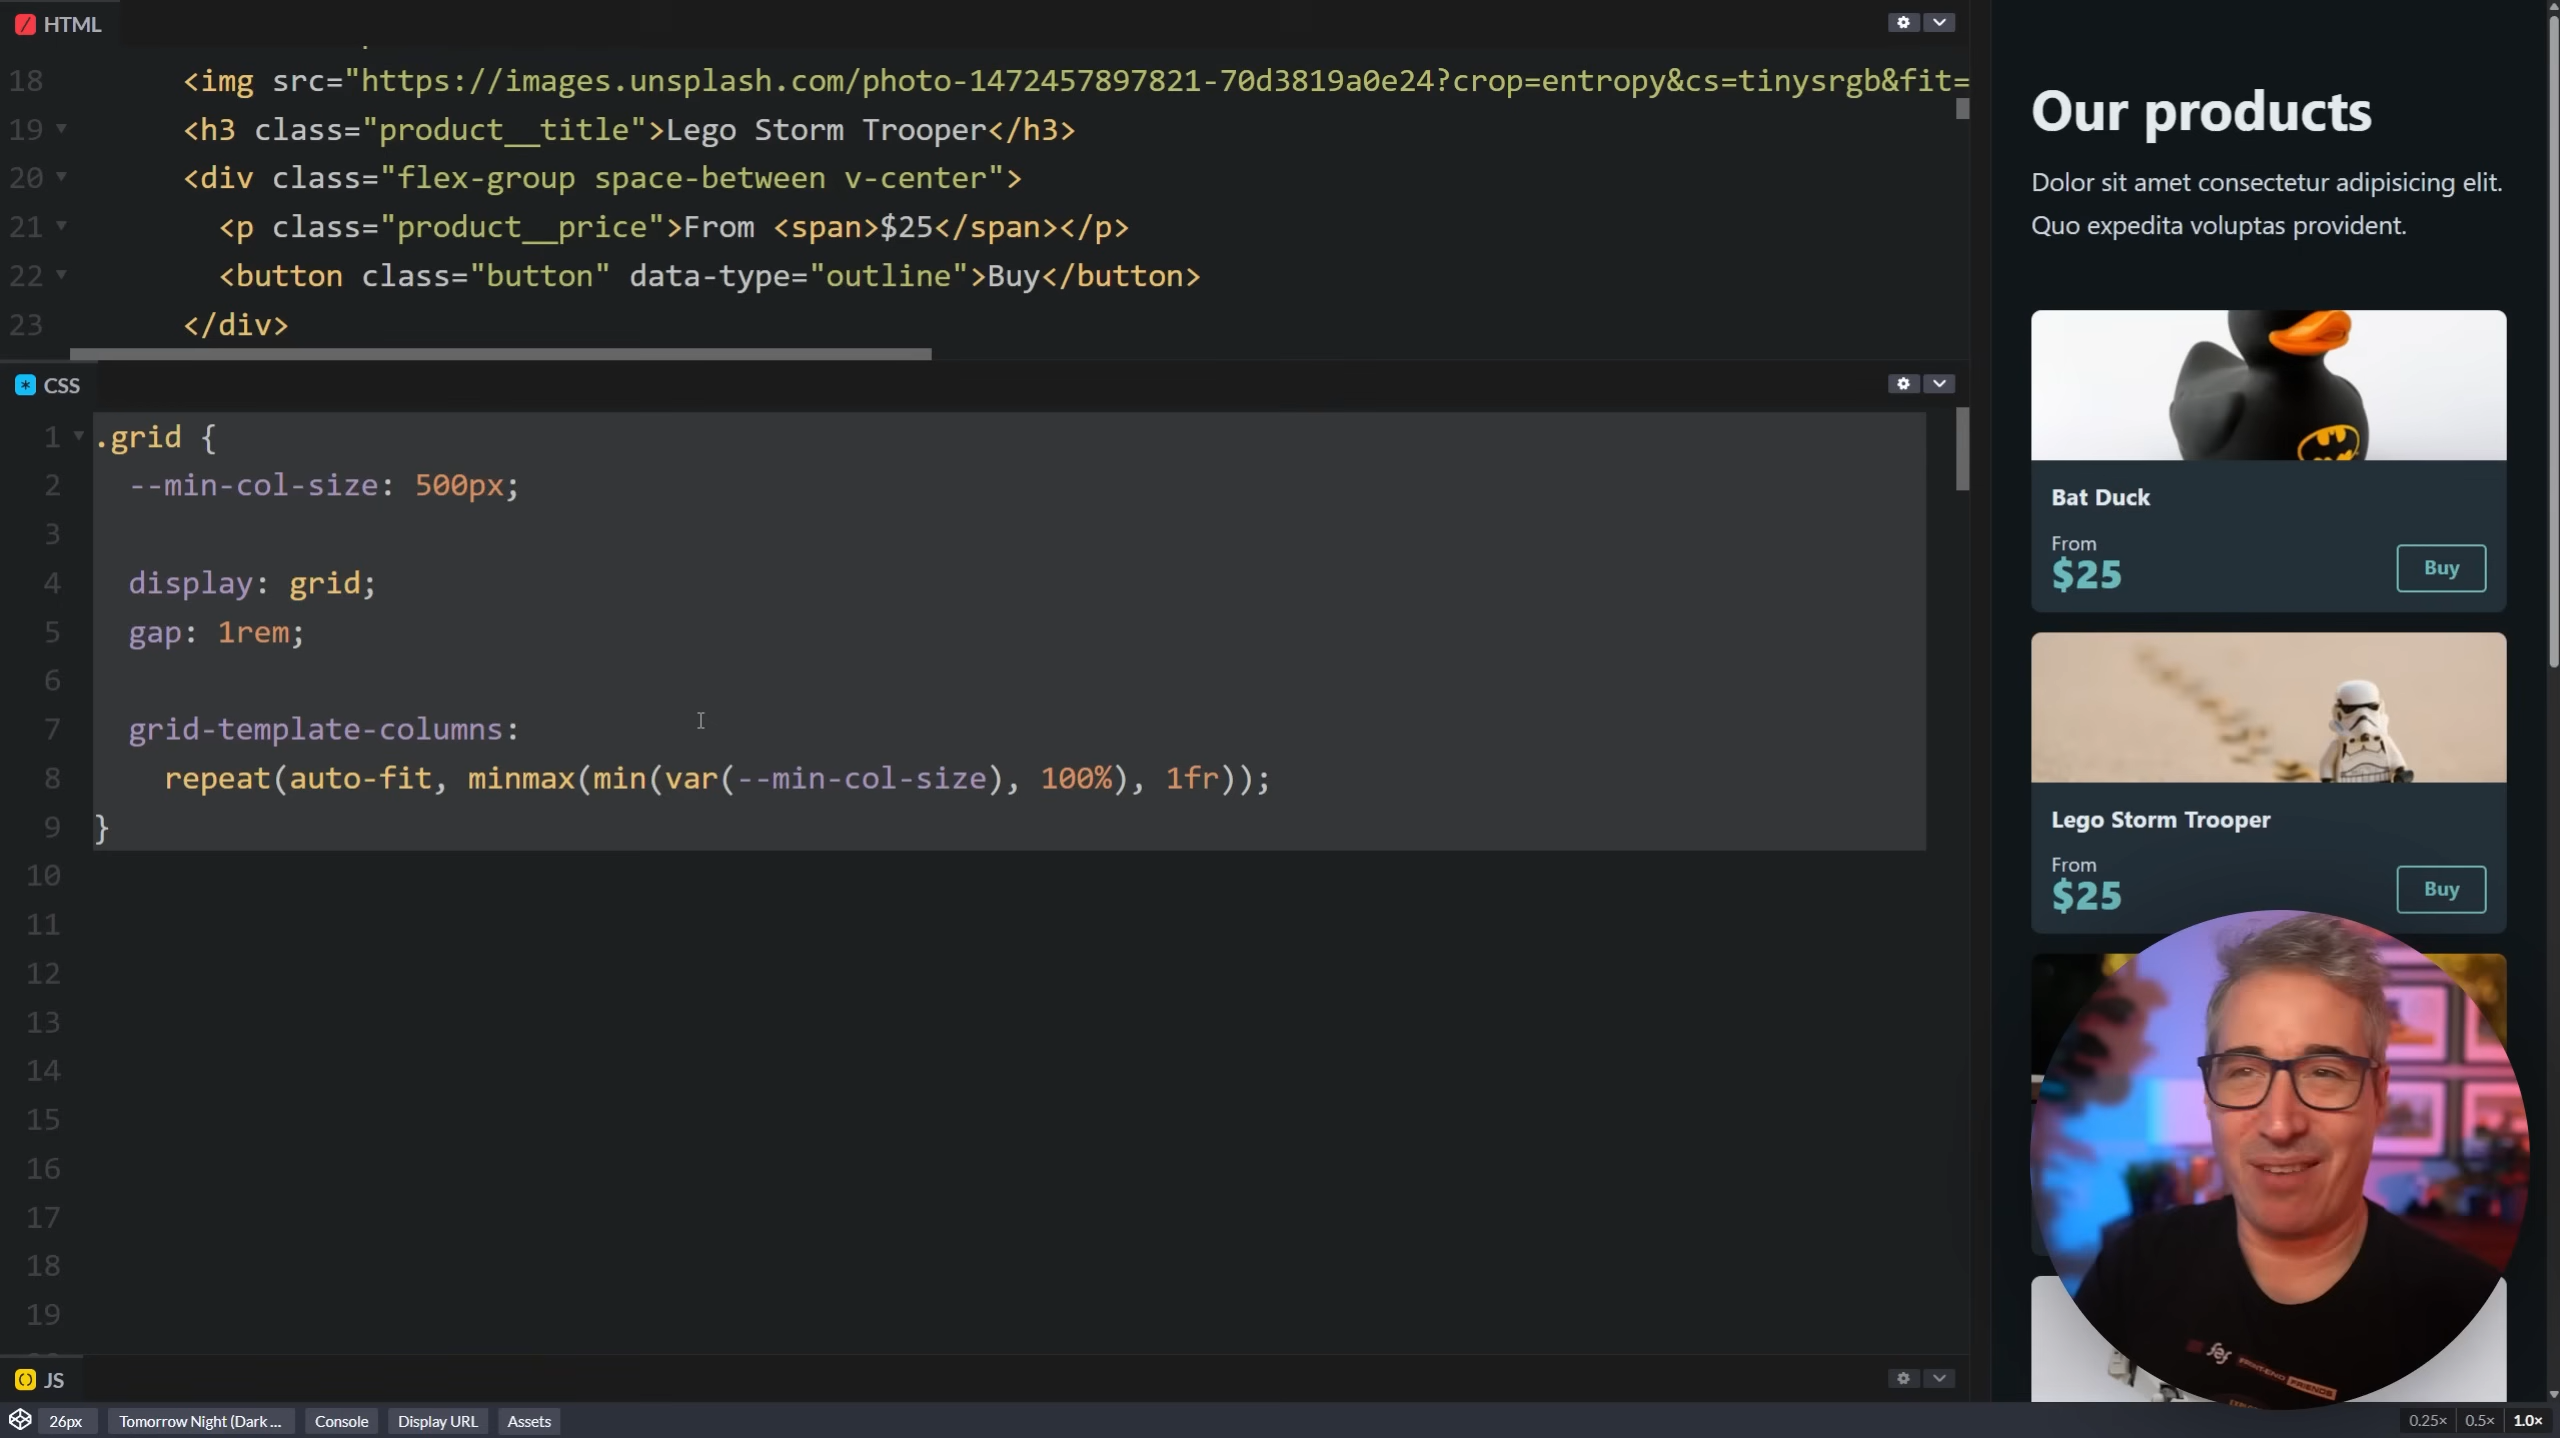 HTML
18 <img src="https://images.unsplash.com/photo-1472457897821-70d3819a0e24?crop=entropy&cs=tinysrgb&fit=
19 <h3 class="product__title">Lego Storm Trooper</h3>
20 <div class="flex-group space-between v-center">
21 <p class="product__price">From <span>$25</span></p>
22 <button class="button" data-type="outline">Buy</button>
23 </div>
CSS
1 .grid {
2 --min-col-size: 500px;
3
4 display: grid;
5 gap: 1rem;
6
7 grid-template-columns:
8 repeat(auto-fit, minmax(min(var(--min-col-size), 100%), 1fr));
9 }
10
11
12
13
14
15
16
17
18
19
JS
26px Tomorrow Night (Dark ... Console Display URL Assets
0.25× 0.5× 1.0×
Our products
Dolor sit amet consectetur adipisicing elit.
Quo expedita voluptas provident.
Bat Duck
From
$25
Buy
Lego Storm Trooper
From
$25
Buy
FRONT-END FRIENDS